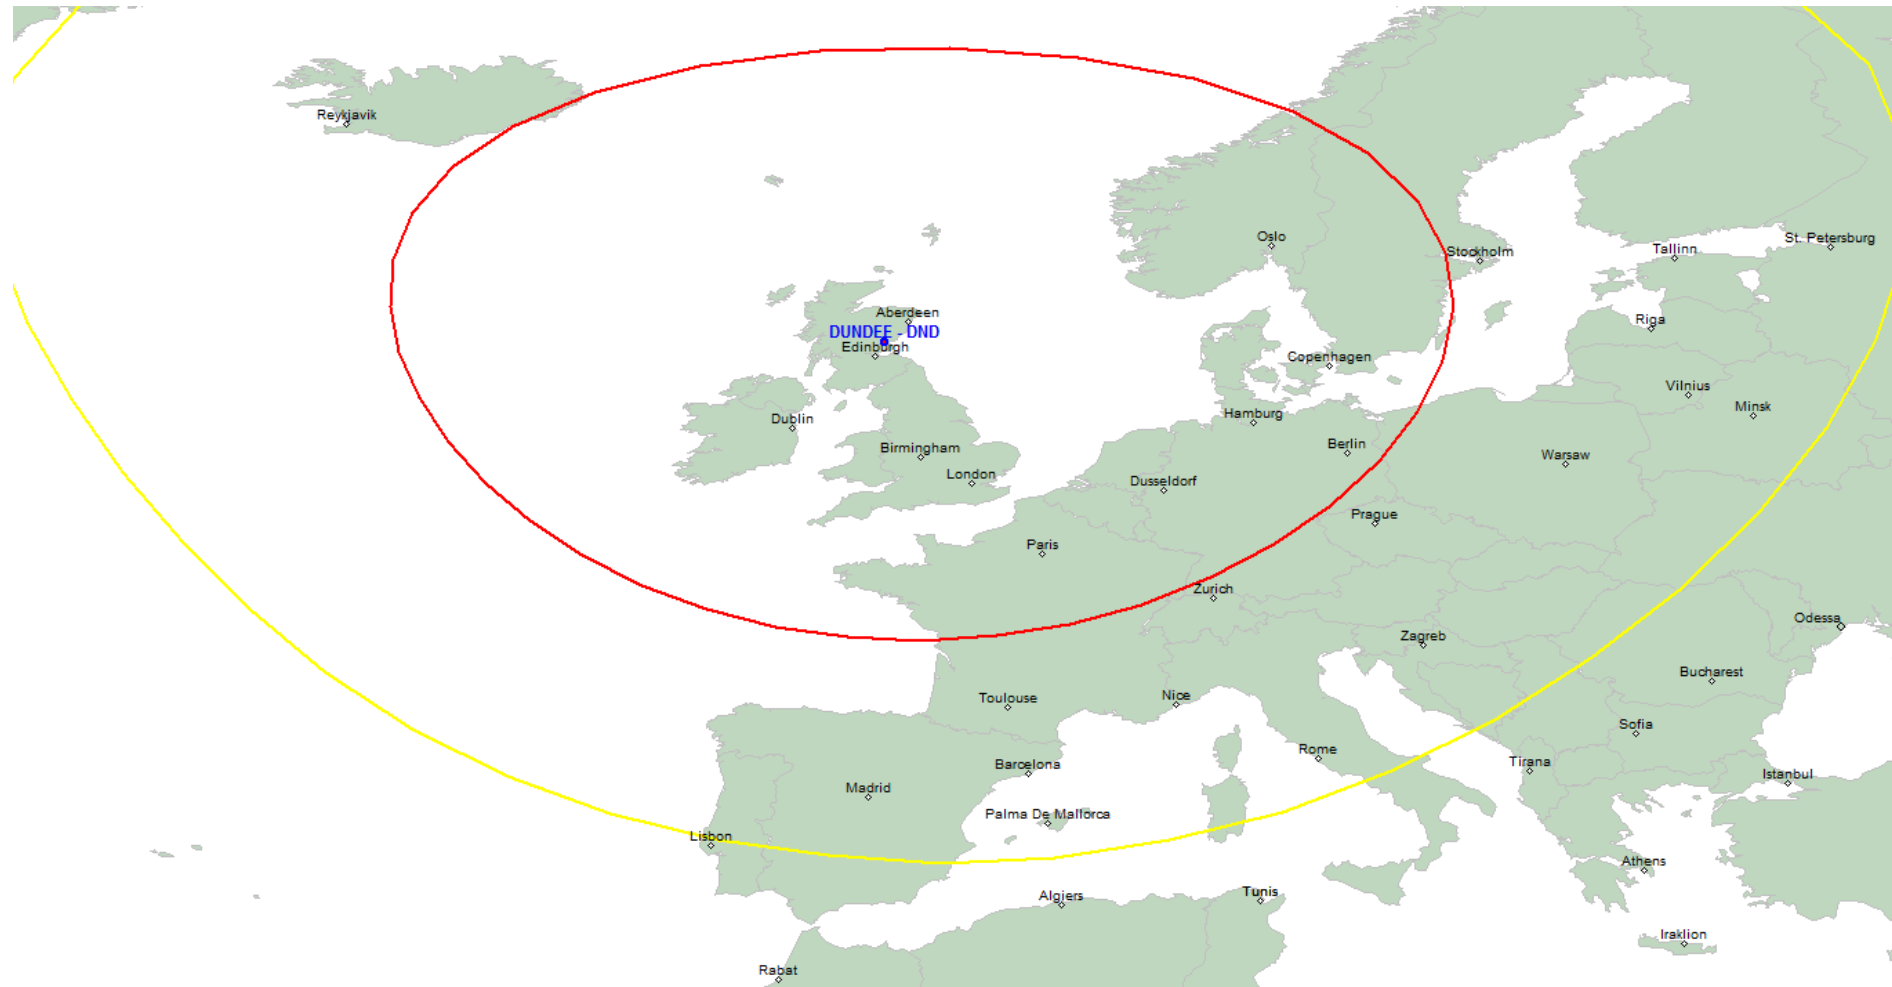 Reykjavik
Oslo
St. Petersburg
Tallinn
Stockholm
Aberdeen
Riga
DUNDEE - DND
Edinburgh
Copenhagen
Vilnius
Minsk
Hamburg
Dublin
Berlin
Birmingham
Warsaw
London
Dusseldorf
Prague
Paris
Zurich
Odessa
Zagreb
Bucharest
Nice
Toulouse
Sofia
Rome
Tirana
Barcelona
Istanbul
Madrid
Palma De Mallorca
Lisbon
Athens
Tunis
Algiers
Iraklion
Rabat